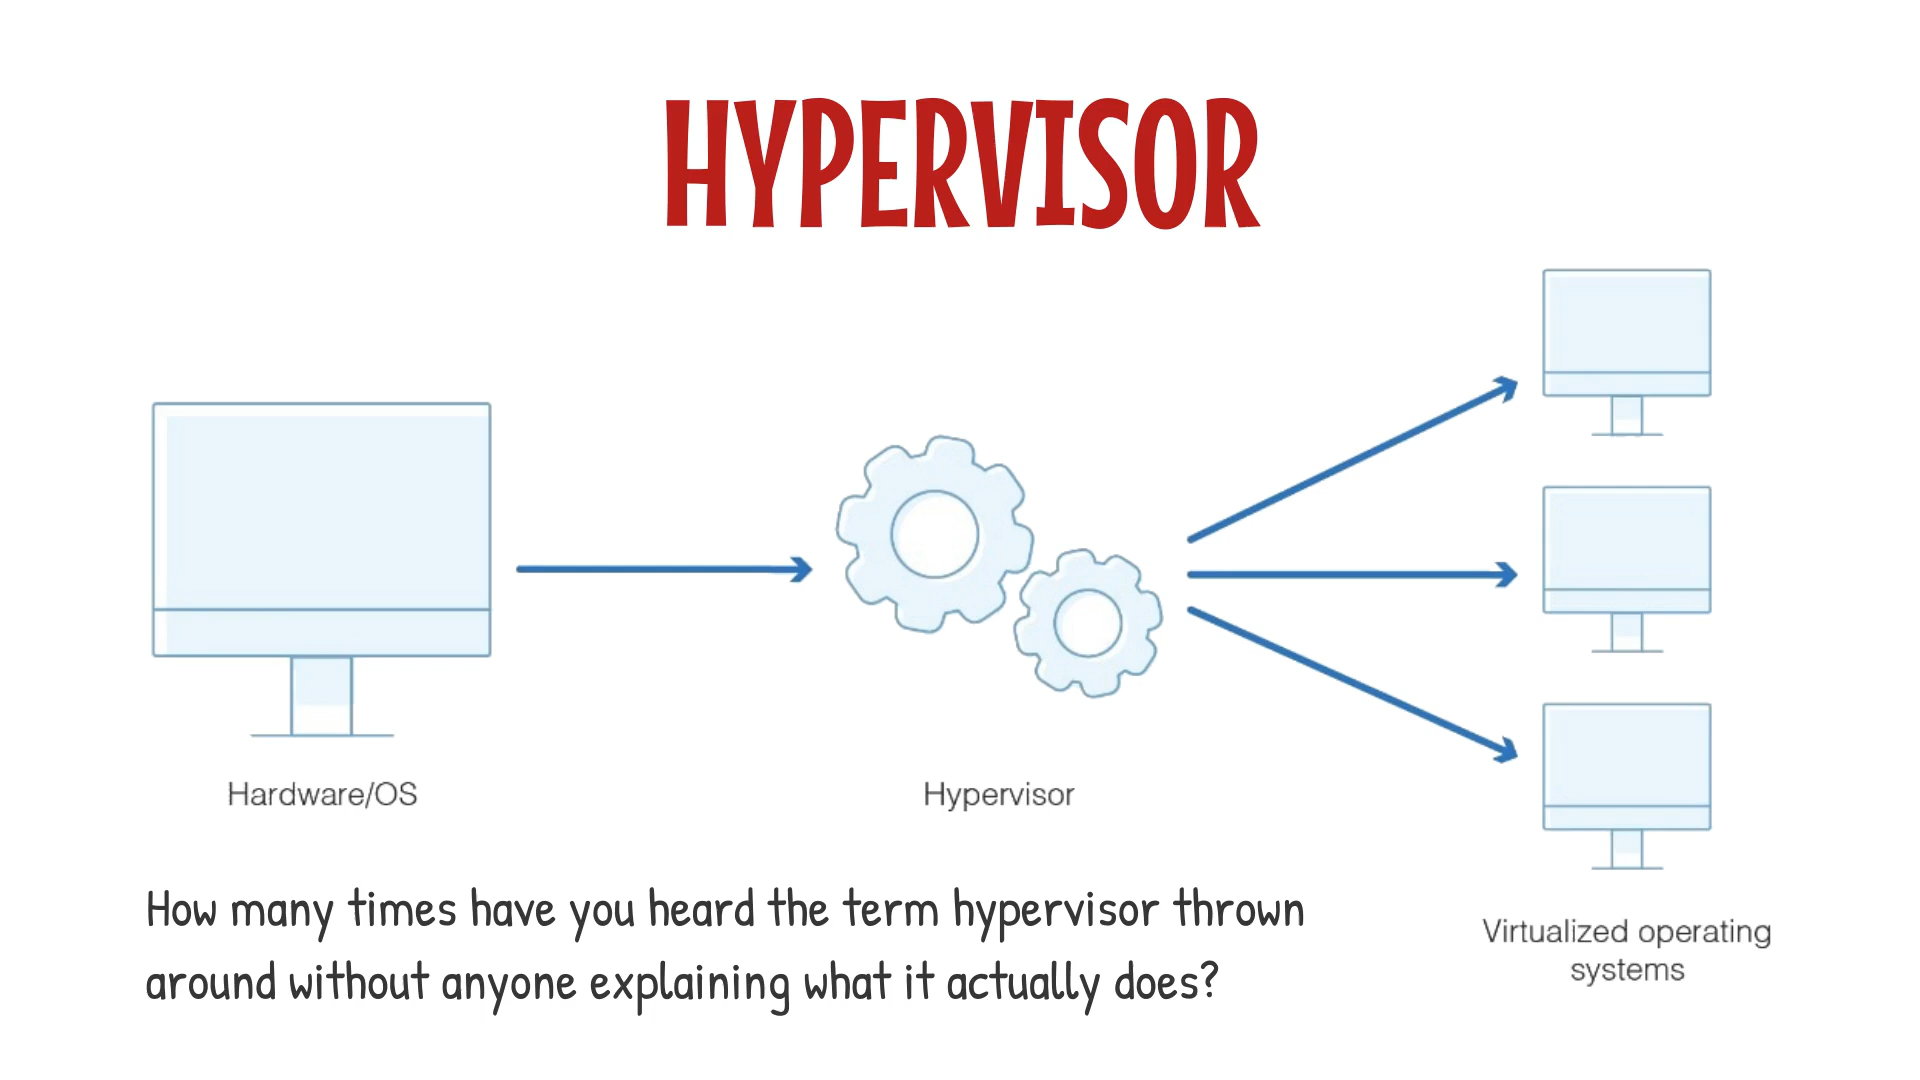 HYPERVISOR
Hardware/OS
Hypervisor
How many times have you heard the term hypervisor thrown
around without anyone explaining what it actually does?
Virtualized operating
systems